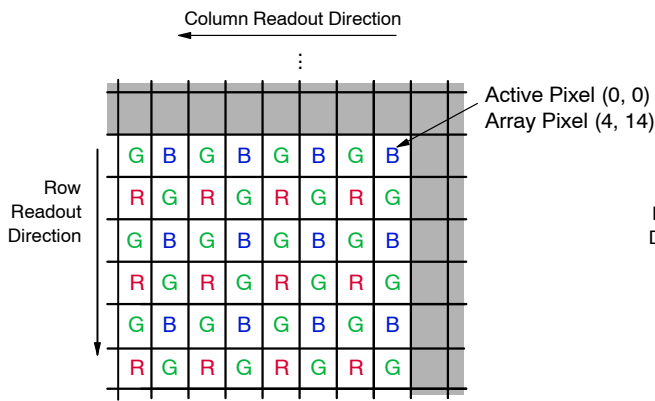 Column Readout Direction
...
Active Pixel (0, 0)
Array Pixel (4, 14)
G B G B G B G B
R G R G R G R G
G B G B G B G B
R G R G R G R G
G B G B G B G B
R G R G R G R G
Row
Readout
Direction